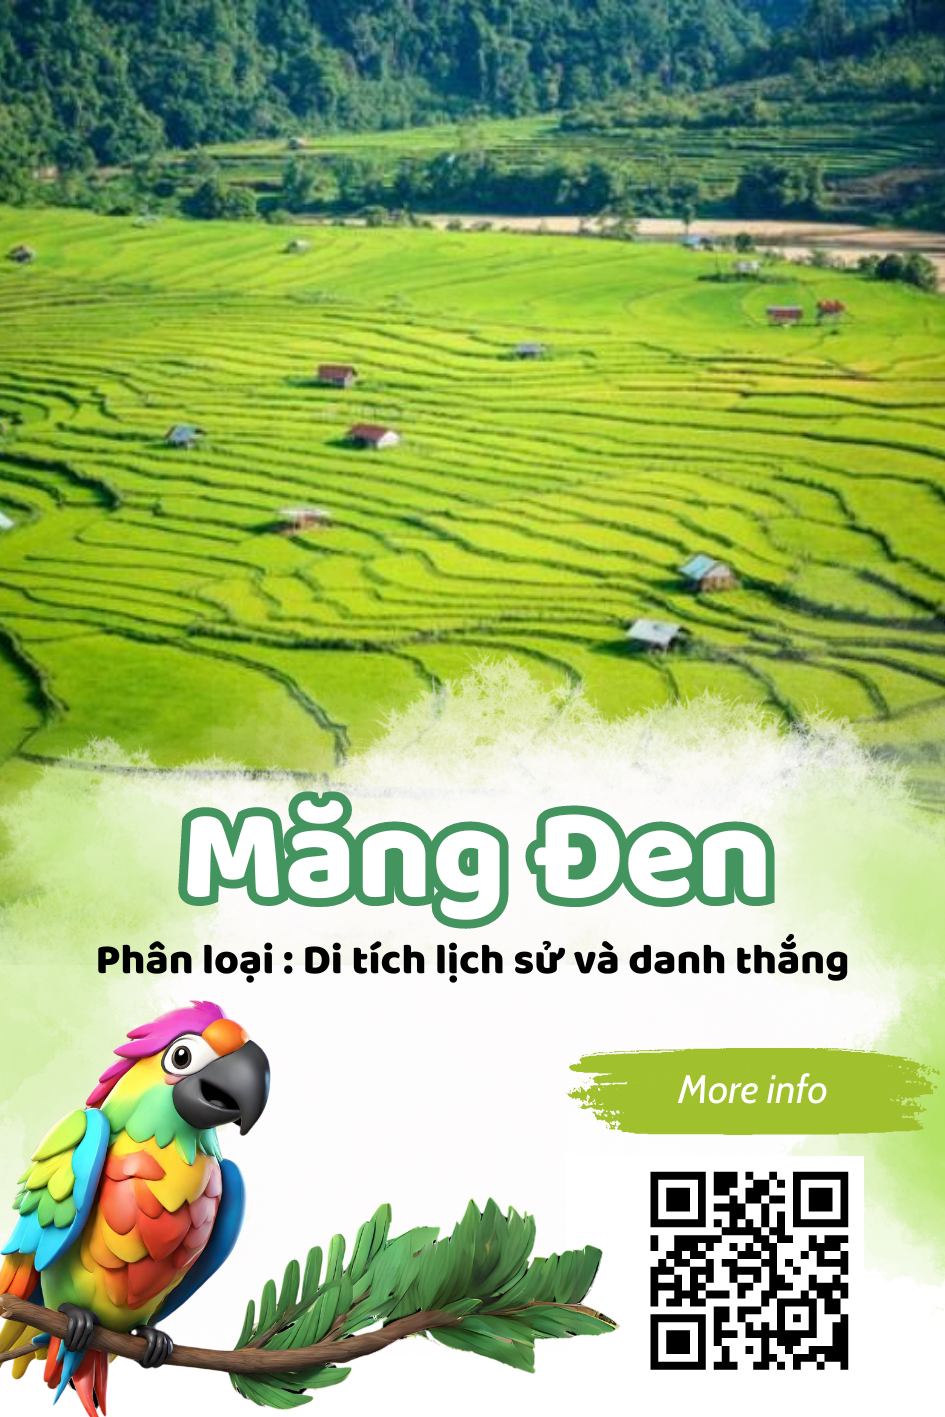 Măng Đen
Phân loại : Di tích lịch sử và danh thắng
More info